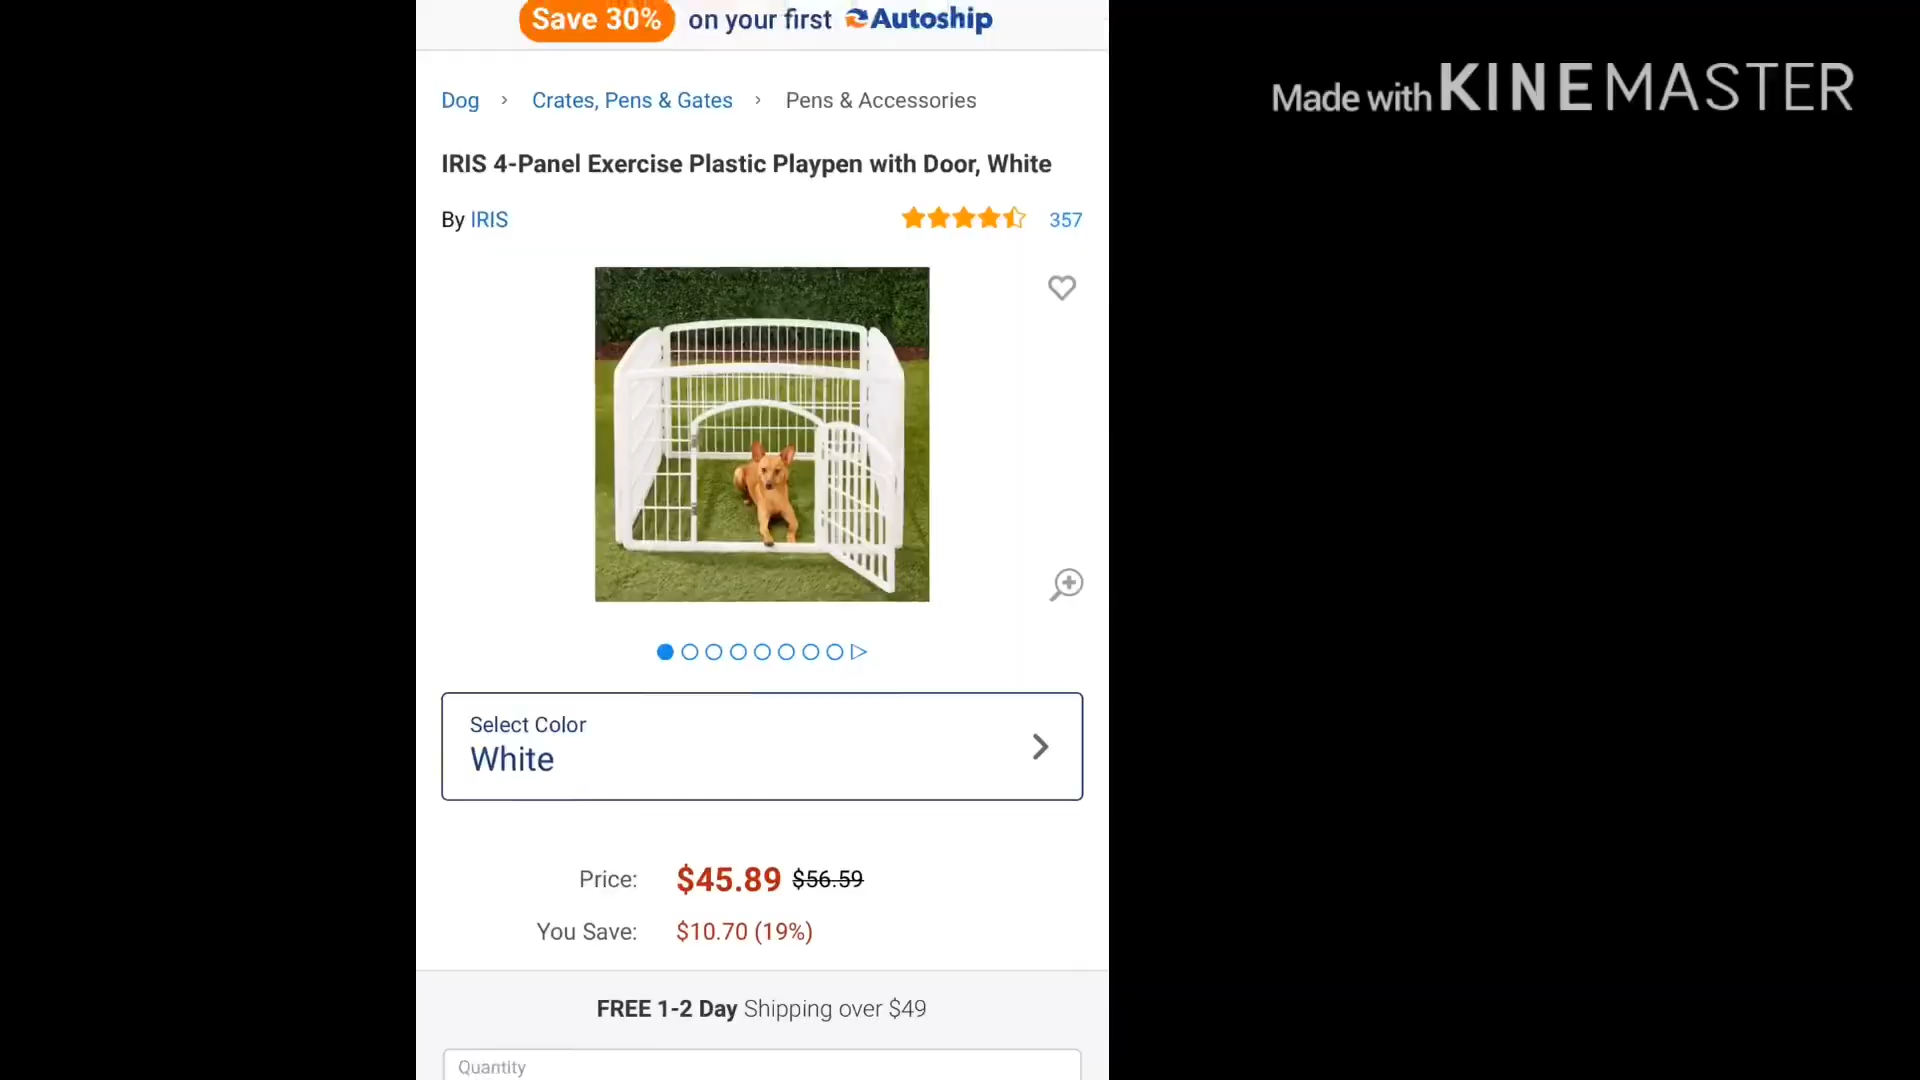 Save 30% on your first Autoship
Made with KINEMASTER
Dog > Crates, Pens & Gates > Pens & Accessories
IRIS 4-Panel Exercise Plastic Playpen with Door, White
By IRIS 357
Select Color
White
Price: $45.89 $56.59
You Save: $10.70 (19%)
FREE 1-2 Day Shipping over $49
Quantity